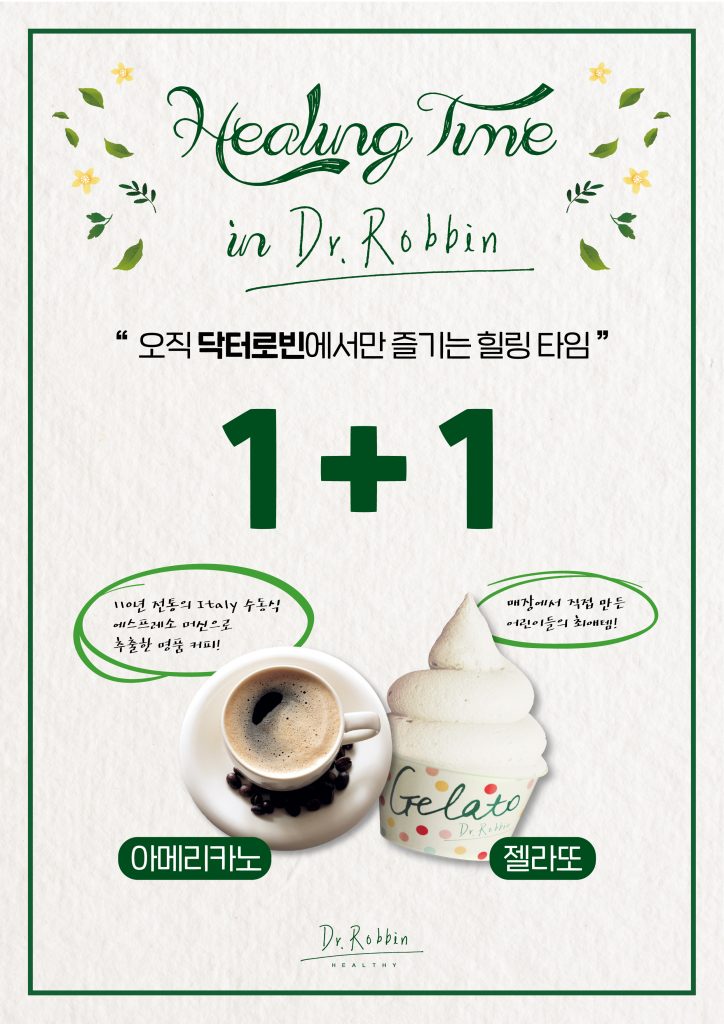 Healing Time
in Dr. Robbin
“ 오직 닥터로빈에서만 즐기는 힐링 타임 ”
1+1
110년 전통의 Italy 수동식
에스프레소 머신으로
추출한 명품 커피!
매장에서 직접 만든
어린이들의 최애템!
Gelato
Dr. Robbin
아메리카노
젤라또
Dr. Robbin
HEALTHY